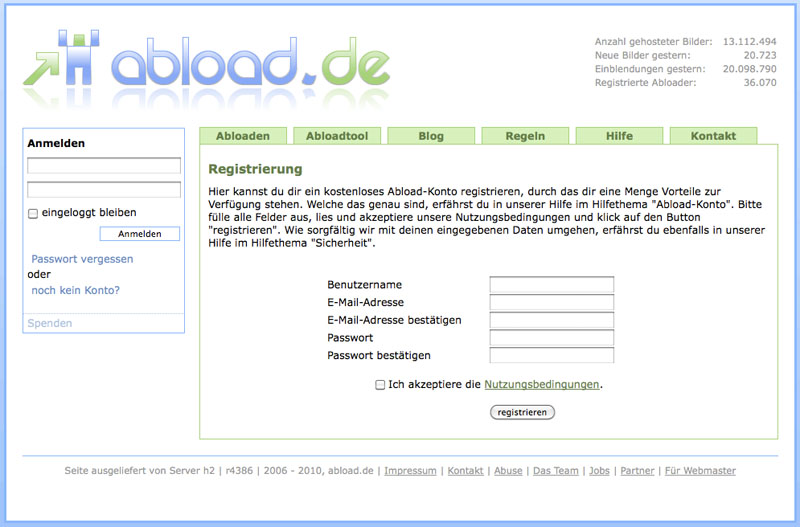 abload.de
Anzahl gehosteter Bilder: 13.112.494
Neue Bilder gestern: 20.723
Einblendungen gestern: 20.098.790
Registrierte Abloader: 36.070
Anmelden
eingeloggt bleiben
Anmelden
Passwort vergessen
oder
noch kein Konto?
Spenden
Abloaden Abloadtool Blog Regeln Hilfe Kontakt
Registrierung
Hier kannst du dir ein kostenloses Abload-Konto registrieren, durch das dir eine Menge Vorteile zur
Verfügung stehen. Welche das genau sind, erfährst du in unserer Hilfe im Hilfethema "Abload-Konto". Bitte
fülle alle Felder aus, lies und akzeptiere unsere Nutzungsbedingungen und klick auf den Button
"registrieren". Wie sorgfältig wir mit deinen eingegebenen Daten umgehen, erfährst du ebenfalls in unserer
Hilfe im Hilfethema "Sicherheit".
Benutzername
E-Mail-Adresse
E-Mail-Adresse bestätigen
Passwort
Passwort bestätigen
Ich akzeptiere die Nutzungsbedingungen.
registrieren
Seite ausgeliefert von Server h2 | r4386 | 2006 - 2010, abload.de | Impressum | Kontakt | Abuse | Das Team | Jobs | Partner | Für Webmaster